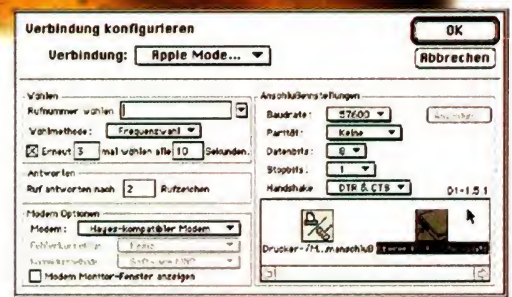 Verbindung konfigurieren
OK
Verbindung: Apple Mode...
Abbrechen
Wählen
Rufnummer wählen
Wahlmethode: Frequenzwahl
Erneut 3 mal wählen alle 10 Sekunden.
Antworten
Ruf antworten nach 2 Rufzeichen
Modem Optionen
Modem: Hayes-kompatibler Modem
Modem Monitor-Fenster anzeigen
Anschlußeinstellungen
Baudrate: 57600
Parität: Keine
Datenbits: 8
Stopbits: 1
Handshake DTR & CTS
Drucker-/M...manschluß